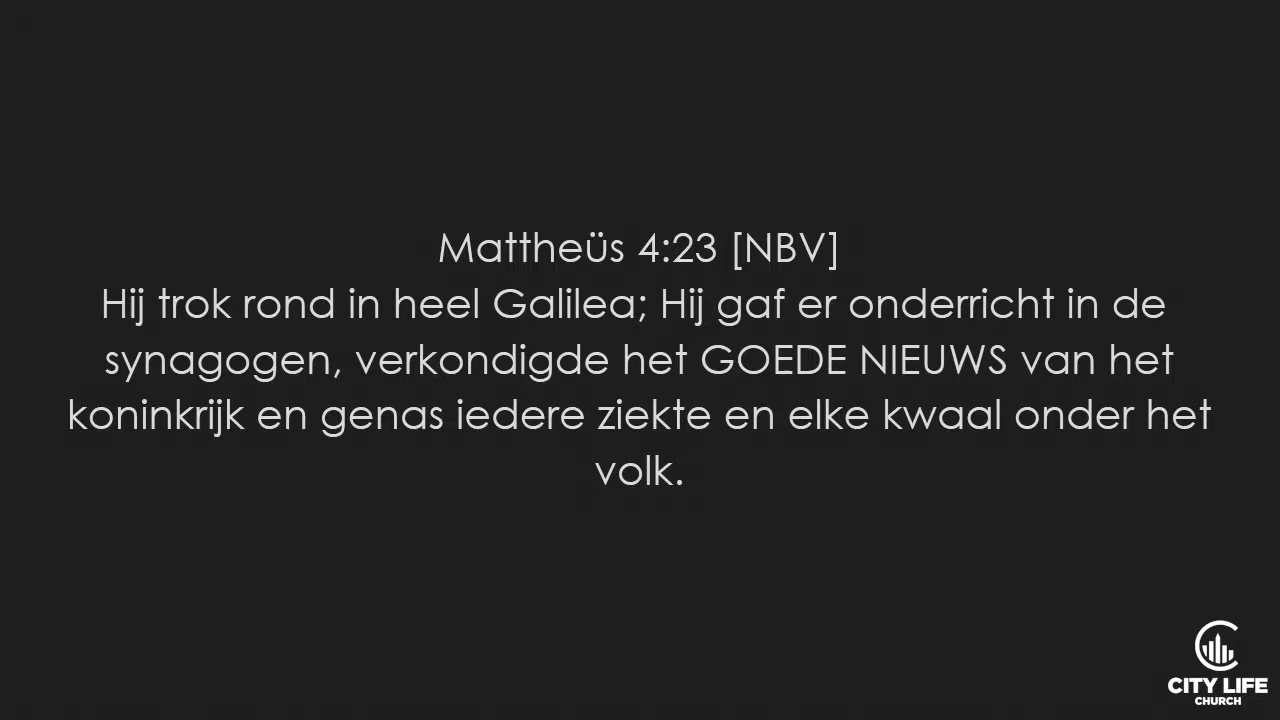 Mattheüs 4:23 [NBV]
Hij trok rond in heel Galilea; Hij gaf er onderricht in de
synagogen, verkondigde het GOEDE NIEUWS van het
koninkrijk en genas iedere ziekte en elke kwaal onder het
volk.
CITY LIFE
CHURCH